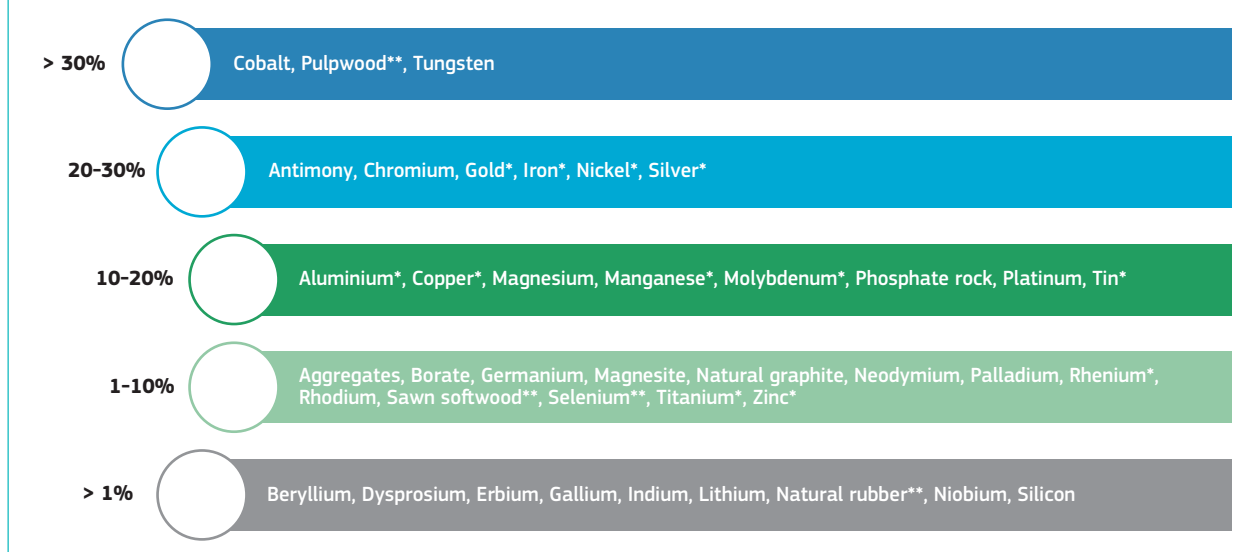 > 30%
Cobalt, Pulpwood**, Tungsten
20-30%
Antimony, Chromium, Gold*, Iron*, Nickel*, Silver*
10-20%
Aluminium*, Copper*, Magnesium, Manganese*, Molybdenum*, Phosphate rock, Platinum, Tin*
1-10%
Aggregates, Borate, Germanium, Magnesite, Natural graphite, Neodymium, Palladium, Rhenium*,
Rhodium, Sawn softwood**, Selenium**, Titanium*, Zinc*
> 1%
Beryllium, Dysprosium, Erbium, Gallium, Indium, Lithium, Natural rubber**, Niobium, Silicon